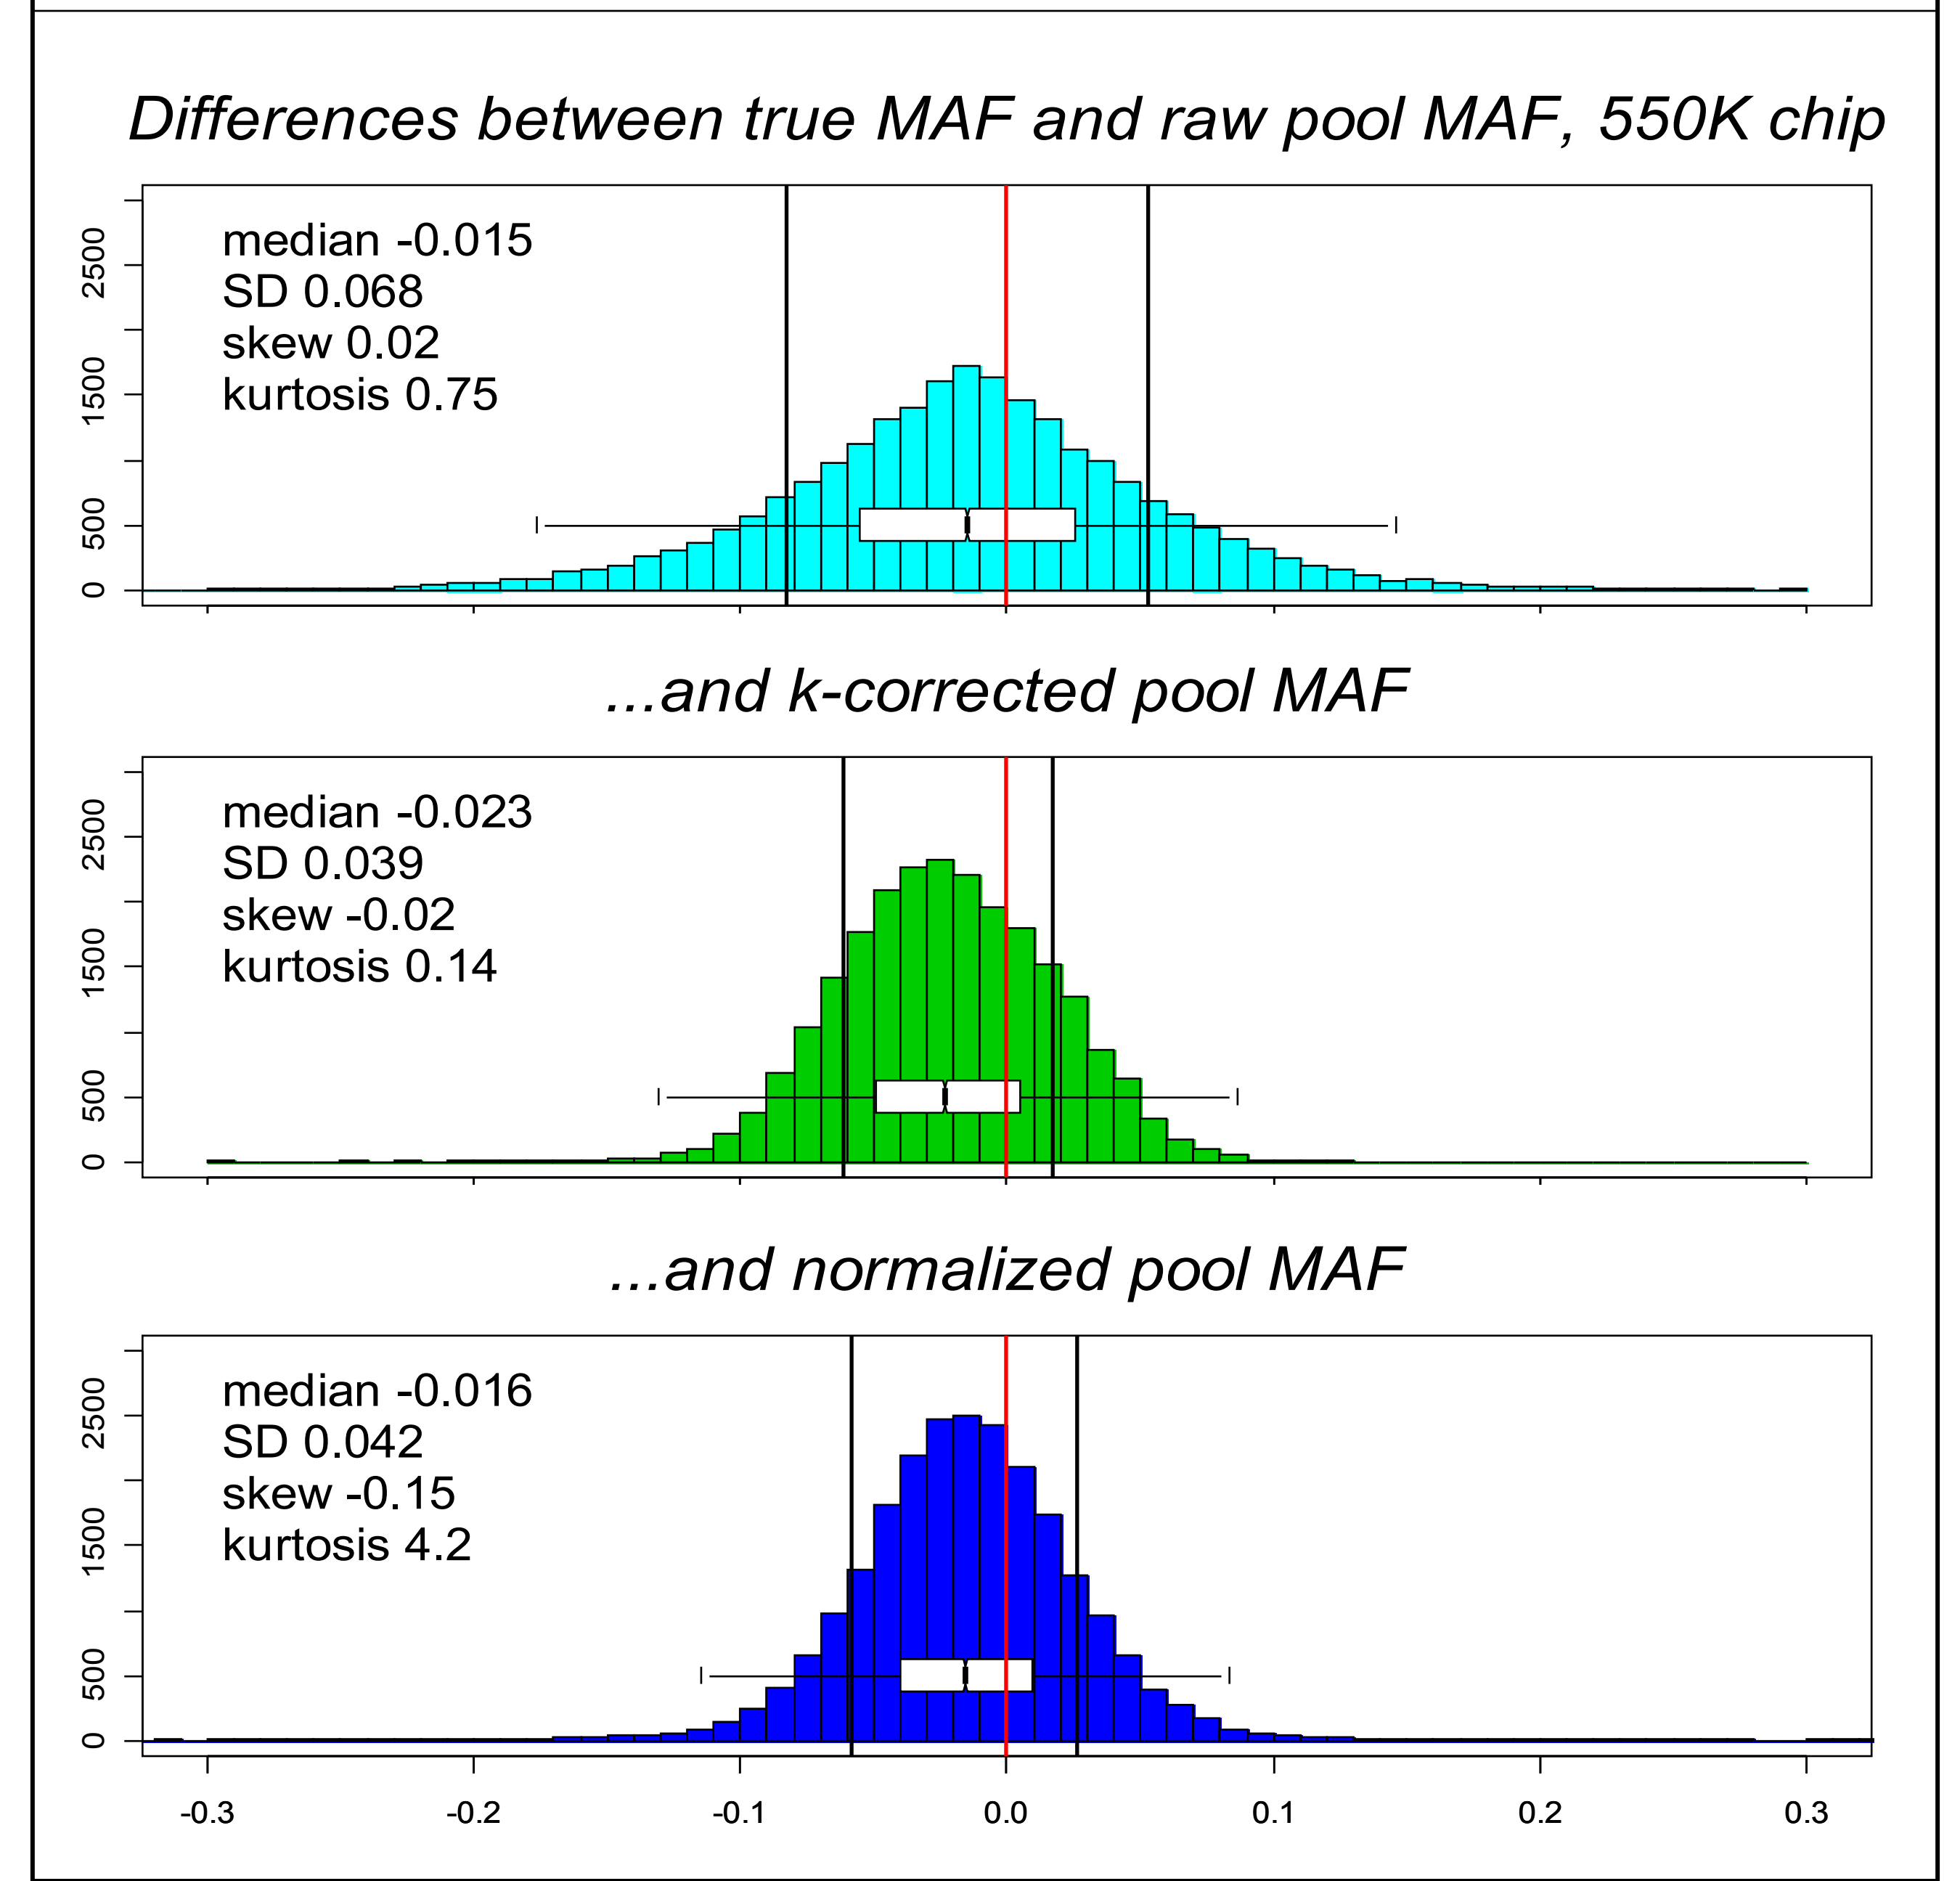 Differences between true MAF and raw pool MAF, 550K chip
median -0.015
SD 0.068
skew 0.02
kurtosis 0.75
2500
1500
500
0
...and k-corrected pool MAF
median -0.023
SD 0.039
skew -0.02
kurtosis 0.14
2500
1500
500
0
...and normalized pool MAF
median -0.016
SD 0.042
skew -0.15
kurtosis 4.2
2500
1500
500
0
-0.3 -0.2 -0.1 0.0 0.1 0.2 0.3